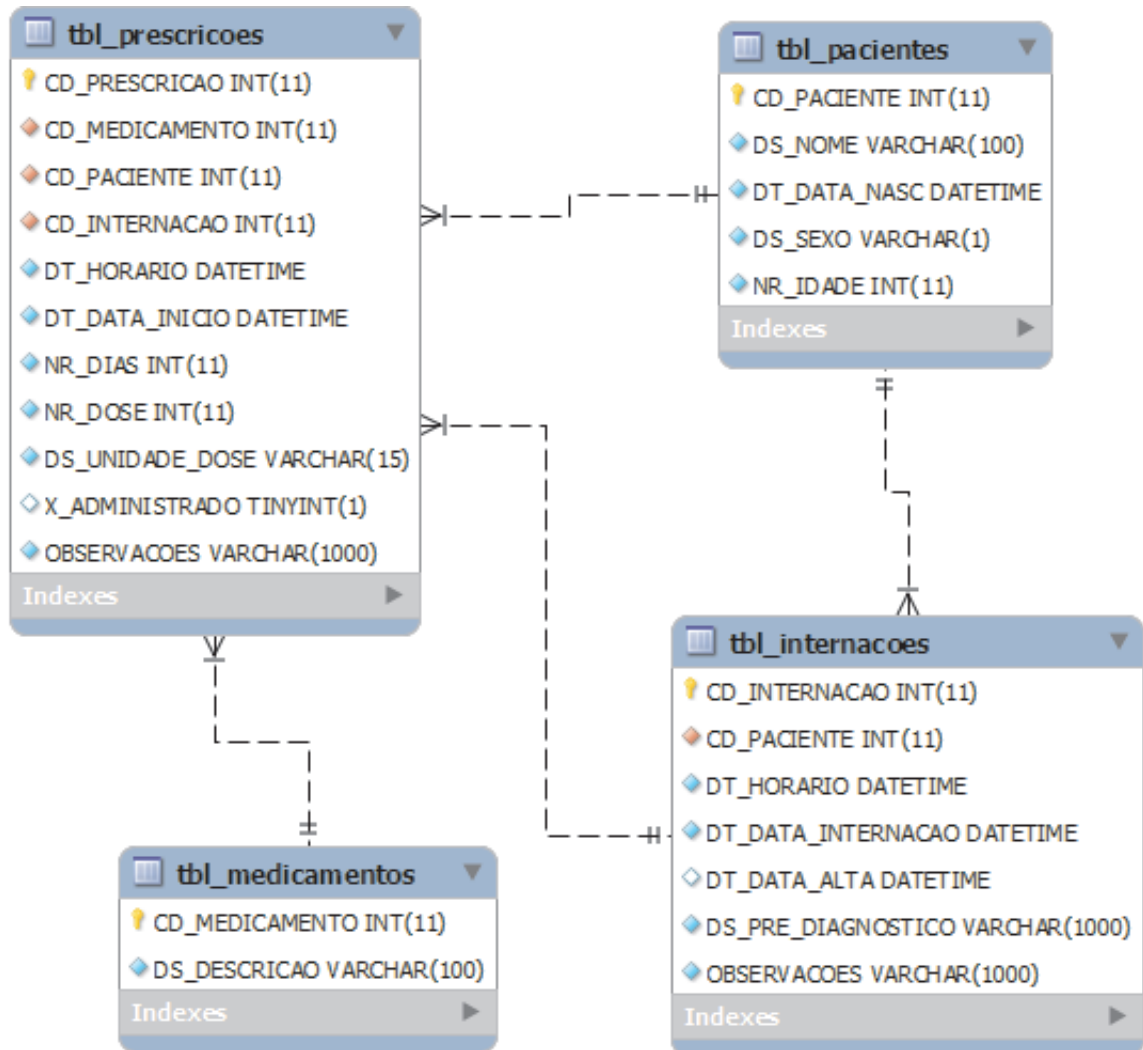 tbl_prescricoes
CD_PRESCRICAO INT(11)
CD_MEDICAMENTO INT(11)
CD_PACIENTE INT(11)
CD_INTERNACAO INT(11)
DT_HORARIO DATETIME
DT_DATA_INICIO DATETIME
NR_DIAS INT(11)
NR_DOSE INT(11)
DS_UNIDADE_DOSE VARCHAR(15)
X_ADMINISTRADO TINYINT(1)
OBSERVACOES VARCHAR(1000)
Indexes
tbl_pacientes
CD_PACIENTE INT(11)
DS_NOME VARCHAR(100)
DT_DATA_NASC DATETIME
DS_SEXO VARCHAR(1)
NR_IDADE INT(11)
Indexes
tbl_medicamentos
CD_MEDICAMENTO INT(11)
DS_DESCRICAO VARCHAR(100)
Indexes
tbl_internacoes
CD_INTERNACAO INT(11)
CD_PACIENTE INT(11)
DT_HORARIO DATETIME
DT_DATA_INTERNACAO DATETIME
DT_DATA_ALTA DATETIME
DS_PRE_DIAGNOSTICO VARCHAR(1000)
OBSERVACOES VARCHAR(1000)
Indexes